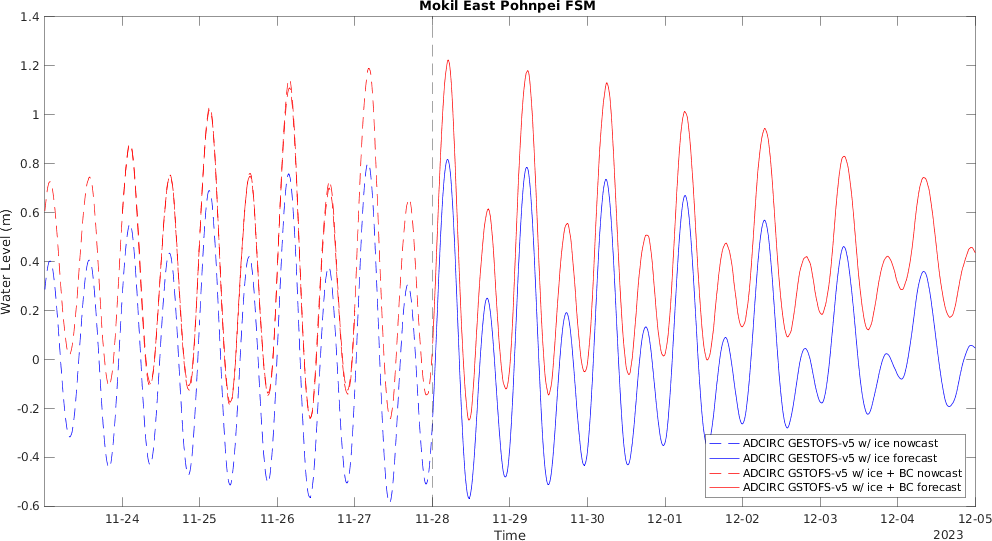 Mokil East Pohnpei FSM
1.4
1.2
1
0.8
0.6
0.4
0.2
0
-0.2
-0.4
-0.6
Water Level (m)
ADCIRC GESTOFS-v5 w/ ice nowcast
ADCIRC GESTOFS-v5 w/ ice forecast
ADCIRC GSTOFS-v5 w/ ice + BC nowcast
ADCIRC GSTOFS-v5 w/ ice + BC forecast
11-24 11-25 11-26 11-27 11-28 11-29 11-30 12-01 12-02 12-03 12-04 12-05
Time
2023